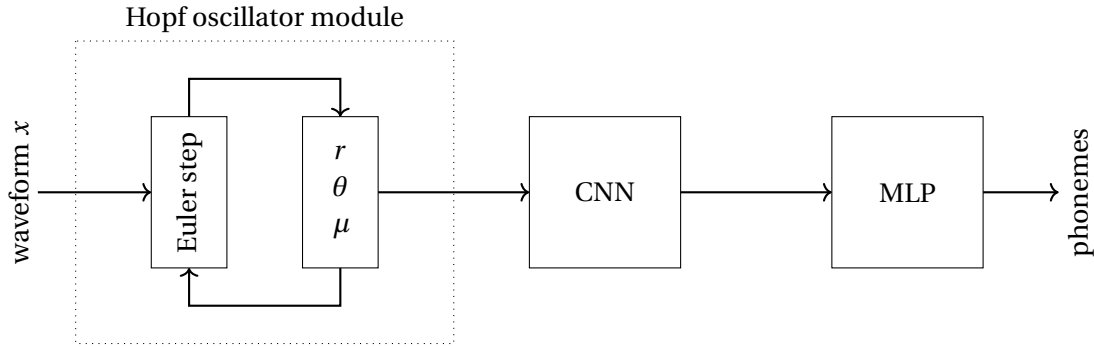 Hopf oscillator module
waveform x
Euler step
r
θ
μ
CNN
MLP
phonemes